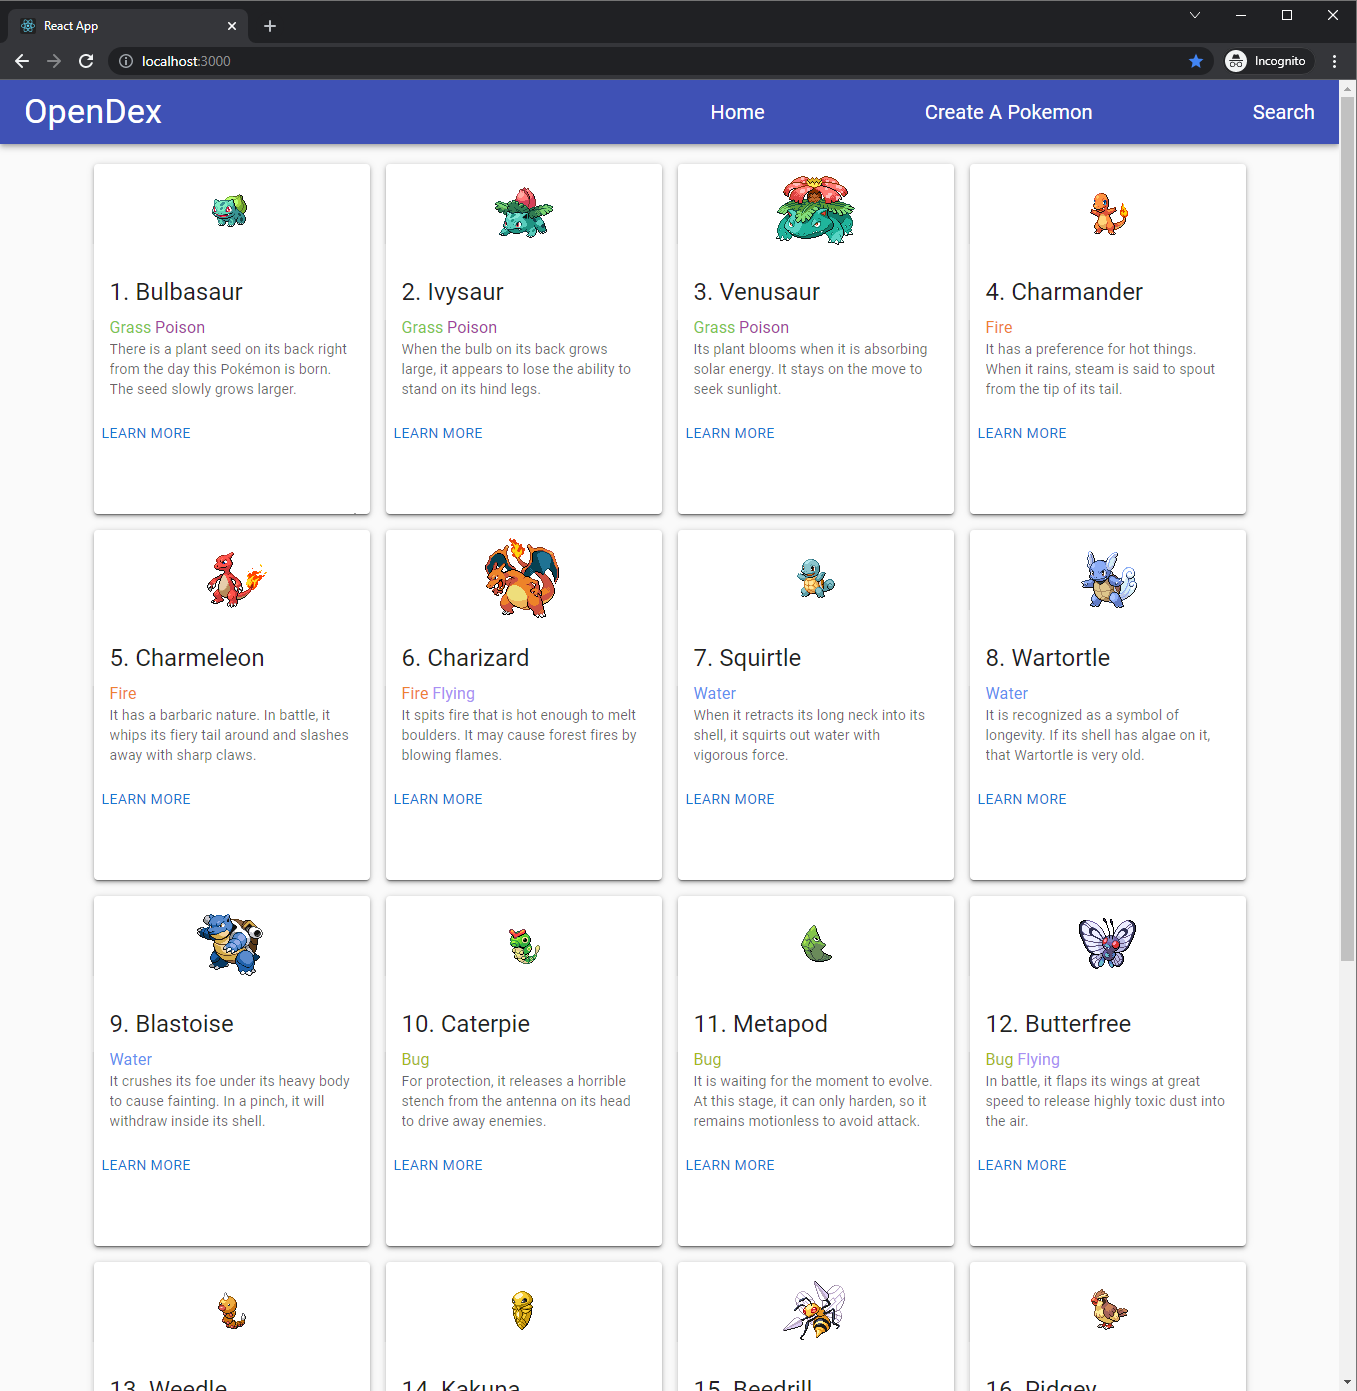 React App
localhost:3000
Incognito
OpenDex
Home
Create A Pokemon
Search
1. Bulbasaur
Grass Poison
There is a plant seed on its back right
from the day this Pokémon is born.
The seed slowly grows larger.
LEARN MORE
2. Ivysaur
Grass Poison
When the bulb on its back grows
large, it appears to lose the ability to
stand on its hind legs.
LEARN MORE
3. Venusaur
Grass Poison
Its plant blooms when it is absorbing
solar energy. It stays on the move to
seek sunlight.
LEARN MORE
4. Charmander
Fire
It has a preference for hot things.
When it rains, steam is said to spout
from the tip of its tail.
LEARN MORE
5. Charmeleon
Fire
It has a barbaric nature. In battle, it
whips its fiery tail around and slashes
away with sharp claws.
LEARN MORE
6. Charizard
Fire Flying
It spits fire that is hot enough to melt
boulders. It may cause forest fires by
blowing flames.
LEARN MORE
7. Squirtle
Water
When it retracts its long neck into its
shell, it squirts out water with
vigorous force.
LEARN MORE
8. Wartortle
Water
It is recognized as a symbol of
longevity. If its shell has algae on it,
that Wartortle is very old.
LEARN MORE
9. Blastoise
Water
It crushes its foe under its heavy body
to cause fainting. In a pinch, it will
withdraw inside its shell.
LEARN MORE
10. Caterpie
Bug
For protection, it releases a horrible
stench from the antenna on its head
to drive away enemies.
LEARN MORE
11. Metapod
Bug
It is waiting for the moment to evolve.
At this stage, it can only harden, so it
remains motionless to avoid attack.
LEARN MORE
12. Butterfree
Bug Flying
In battle, it flaps its wings at great
speed to release highly toxic dust into
the air.
LEARN MORE
13. Weedle
14. Kakuna
15. Beedrill
16. Pidgey